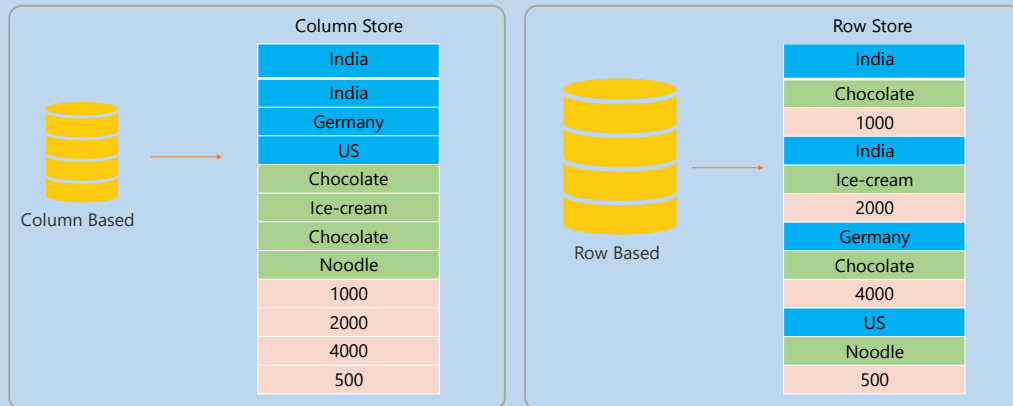 Column Store
India
India
Germany
US
Chocolate
Ice-cream
Chocolate
Noodle
1000
2000
4000
500
Column Based
Row Store
India
Chocolate
1000
India
Ice-cream
2000
Germany
Chocolate
4000
US
Noodle
500
Row Based